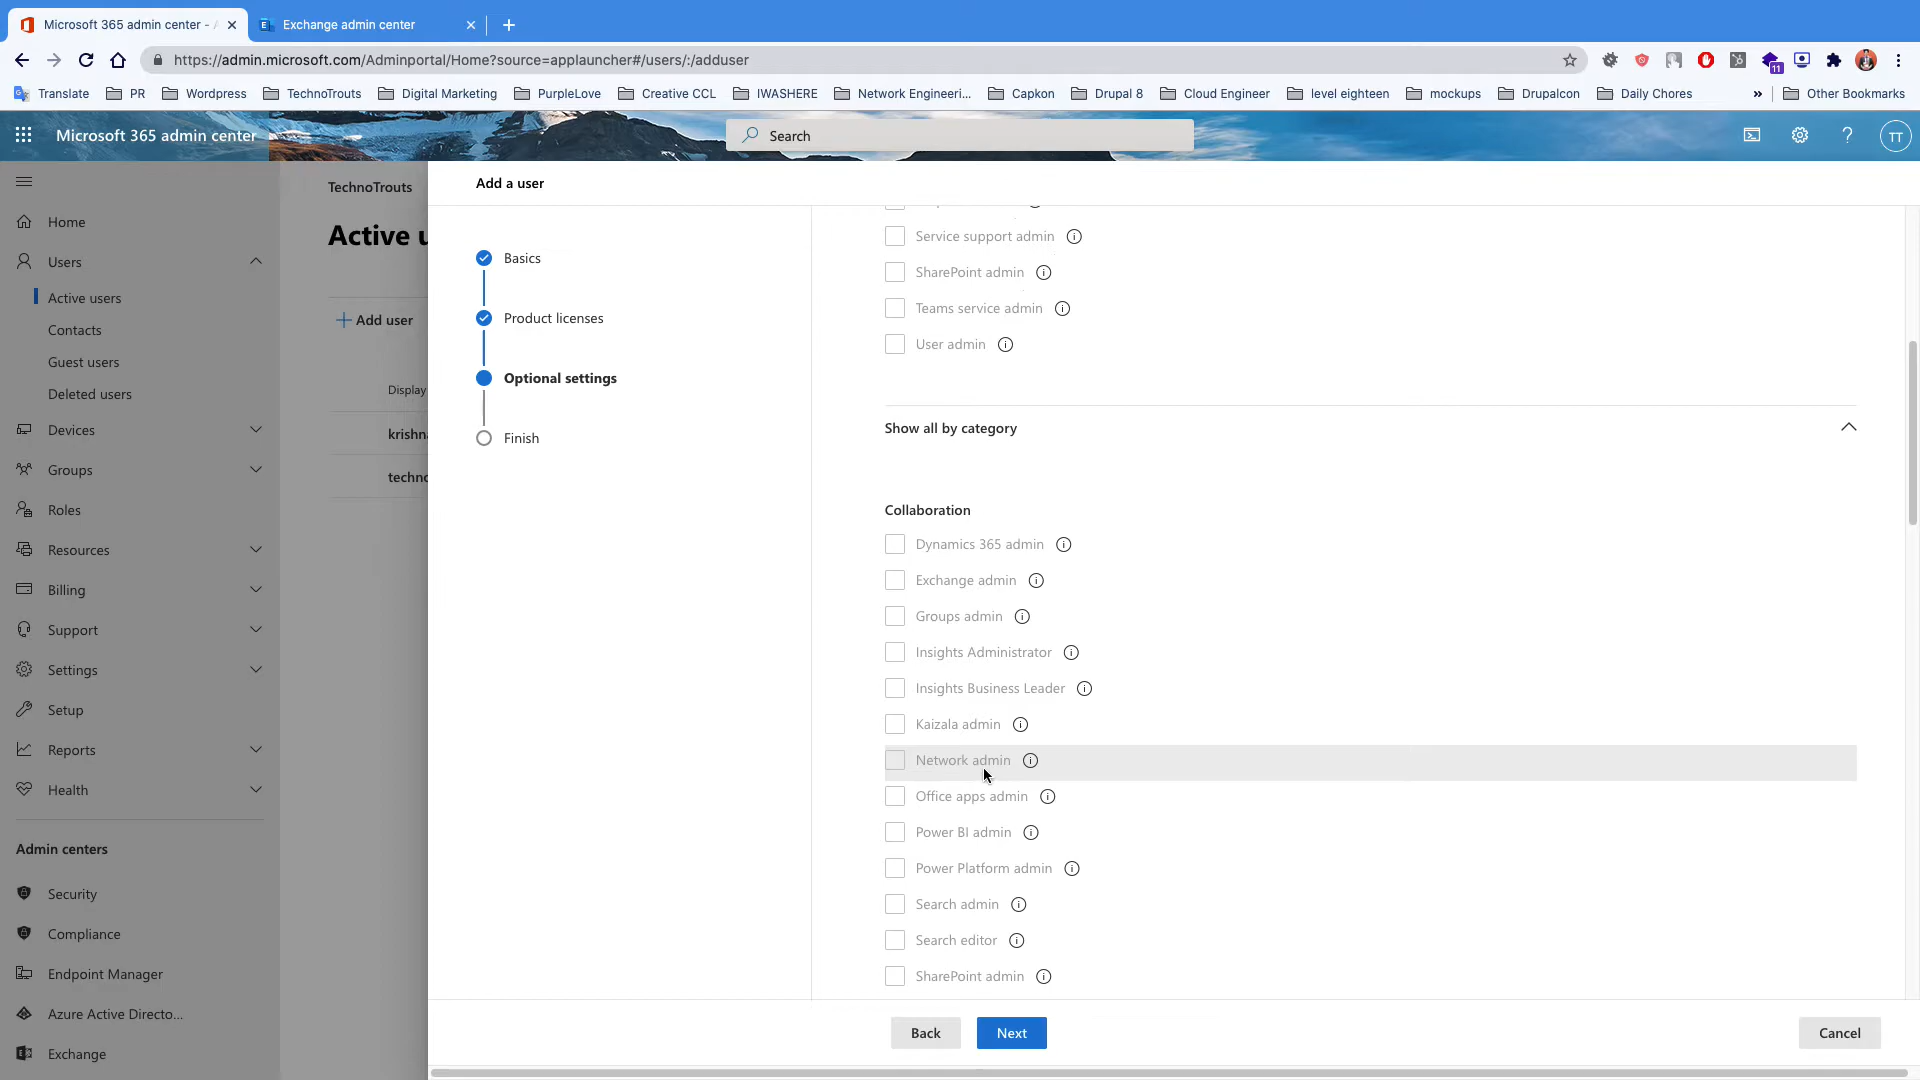 Microsoft 365 admin center - A
Exchange admin center
https://admin.microsoft.com/Adminportal/Home?source=applauncher#/users/:/adduser
11
Translate
PR
Wordpress
TechnoTrouts
Digital Marketing
PurpleLove
Creative CCL
IWASHERE
Network Engineeri...
Capkon
Drupal 8
Cloud Engineer
level eighteen
mockups
Drupalcon
Daily Chores
»
Other Bookmarks
Microsoft 365 admin center
Search
TT
Home
Users
Active users
Contacts
Guest users
Deleted users
Devices
Groups
Roles
Resources
Billing
Support
Settings
Setup
Reports
Health
Admin centers
Security
Compliance
Endpoint Manager
Azure Active Directo...
Exchange
TechnoTrouts
Active u
Add user
Display
krishna
techno
Add a user
Basics
Product licenses
Optional settings
Finish
Service support admin
SharePoint admin
Teams service admin
User admin
Show all by category
Collaboration
Dynamics 365 admin
Exchange admin
Groups admin
Insights Administrator
Insights Business Leader
Kaizala admin
Network admin
Office apps admin
Power BI admin
Power Platform admin
Search admin
Search editor
SharePoint admin
Back
Next
Cancel